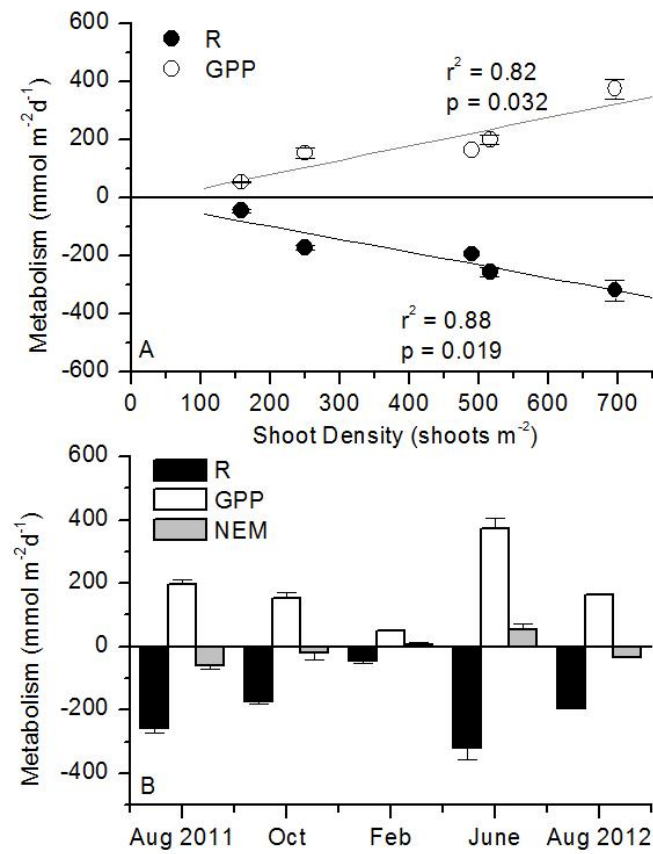 R
GPP
r² = 0.82
p = 0.032
600
400
200
0
-200
-400
-600
Metabolism (mmol m⁻²d⁻¹)
r² = 0.88
p = 0.019
A
0 100 200 300 400 500 600 700
Shoot Density (shoots m⁻²)
R
GPP
NEM
600
400
200
0
-200
-400
Metabolism (mmol m⁻²d⁻¹)
B
Aug 2011 Oct Feb June Aug 2012